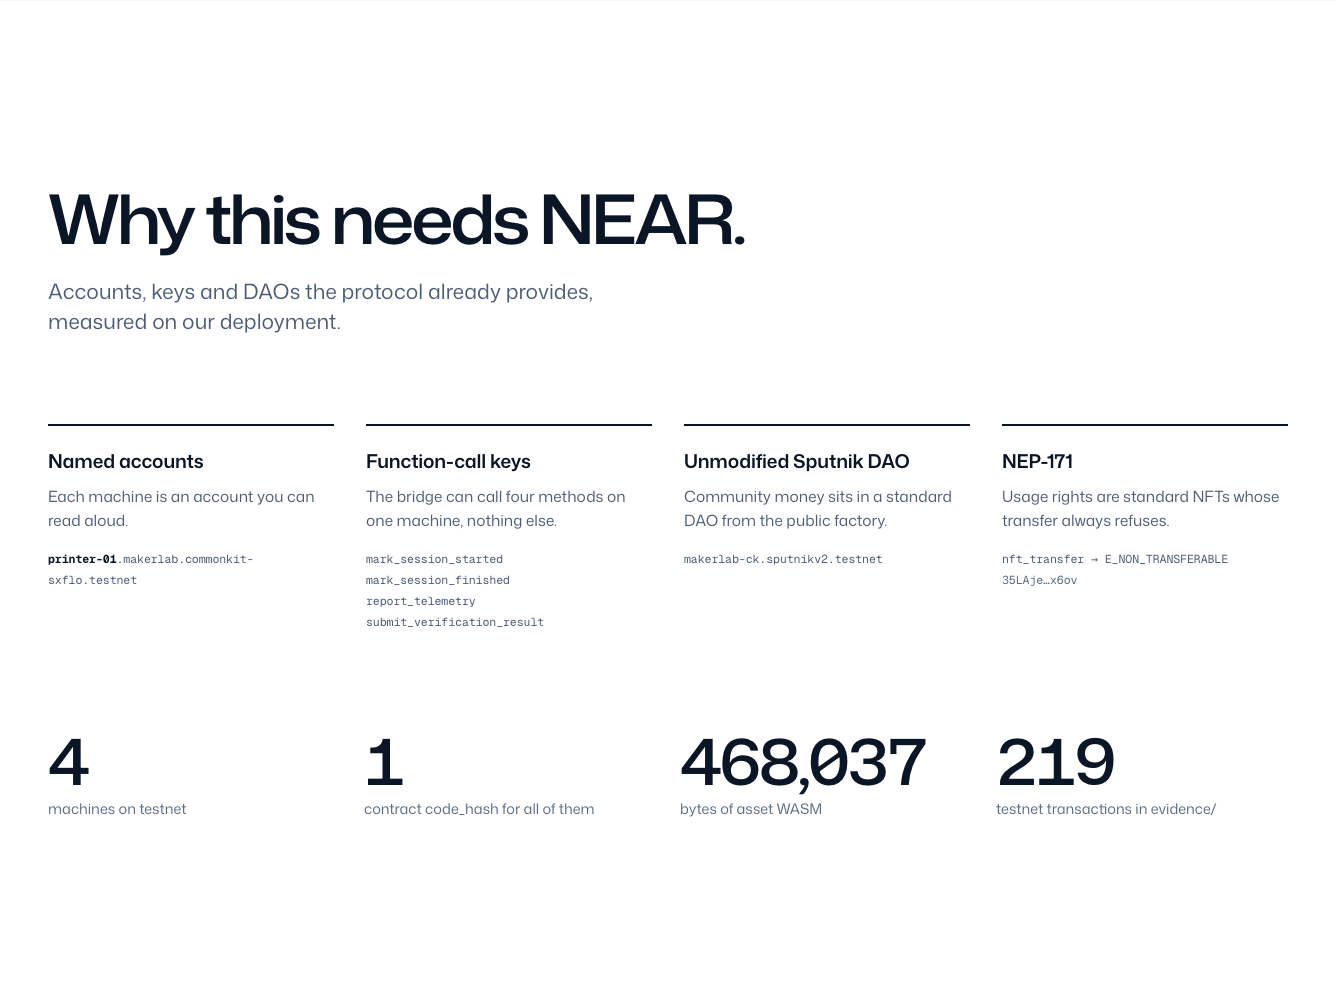 Why this needs NEAR.
Accounts, keys and DAOs the protocol already provides,
measured on our deployment.
Named accounts
Each machine is an account you can
read aloud.
printer-01.makerlab.commonkit-
sxflo.testnet
Function-call keys
The bridge can call four methods on
one machine, nothing else.
mark_session_started
mark_session_finished
report_telemetry
submit_verification_result
Unmodified Sputnik DAO
Community money sits in a standard
DAO from the public factory.
makerlab-ck.sputnikv2.testnet
NEP-171
Usage rights are standard NFTs whose
transfer always refuses.
nft_transfer → E_NON_TRANSFERABLE
35LAje…x6ov
4
machines on testnet
1
contract code_hash for all of them
468,037
bytes of asset WASM
219
testnet transactions in evidence/